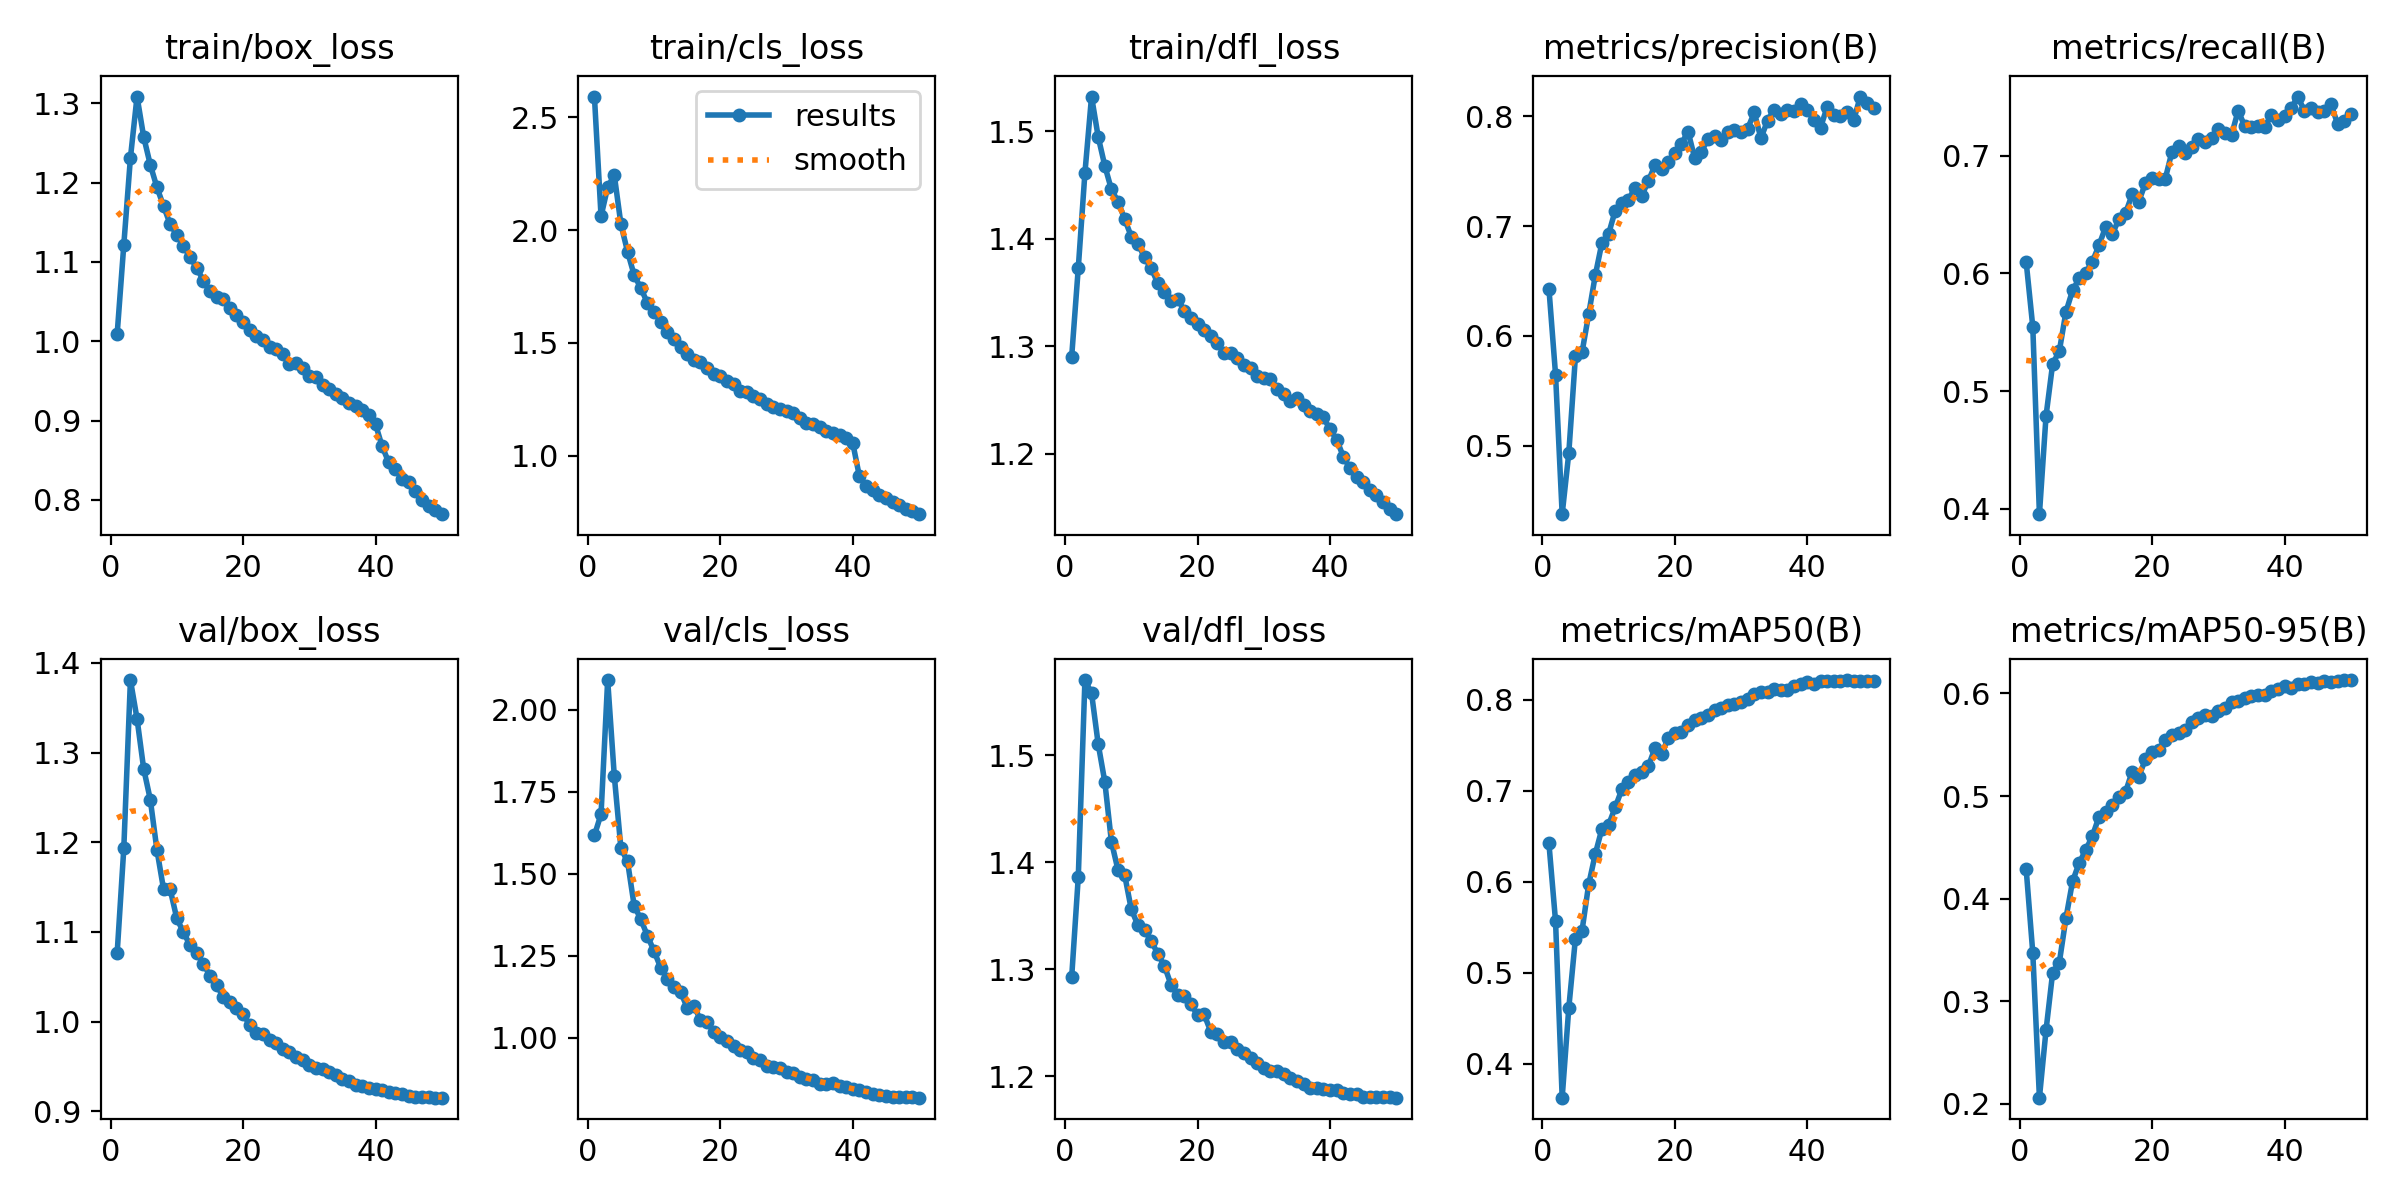 train/box_loss
1.3
1.2
1.1
1.0
0.9
0.8
0 20 40
train/cls_loss
results
smooth
2.5
2.0
1.5
1.0
0 20 40
train/dfl_loss
1.5
1.4
1.3
1.2
0 20 40
metrics/precision(B)
0.8
0.7
0.6
0.5
0 20 40
metrics/recall(B)
0.7
0.6
0.5
0.4
0 20 40
val/box_loss
1.4
1.3
1.2
1.1
1.0
0.9
0 20 40
val/cls_loss
2.00
1.75
1.50
1.25
1.00
0 20 40
val/dfl_loss
1.5
1.4
1.3
1.2
0 20 40
metrics/mAP50(B)
0.8
0.7
0.6
0.5
0.4
0 20 40
metrics/mAP50-95(B)
0.6
0.5
0.4
0.3
0.2
0 20 40